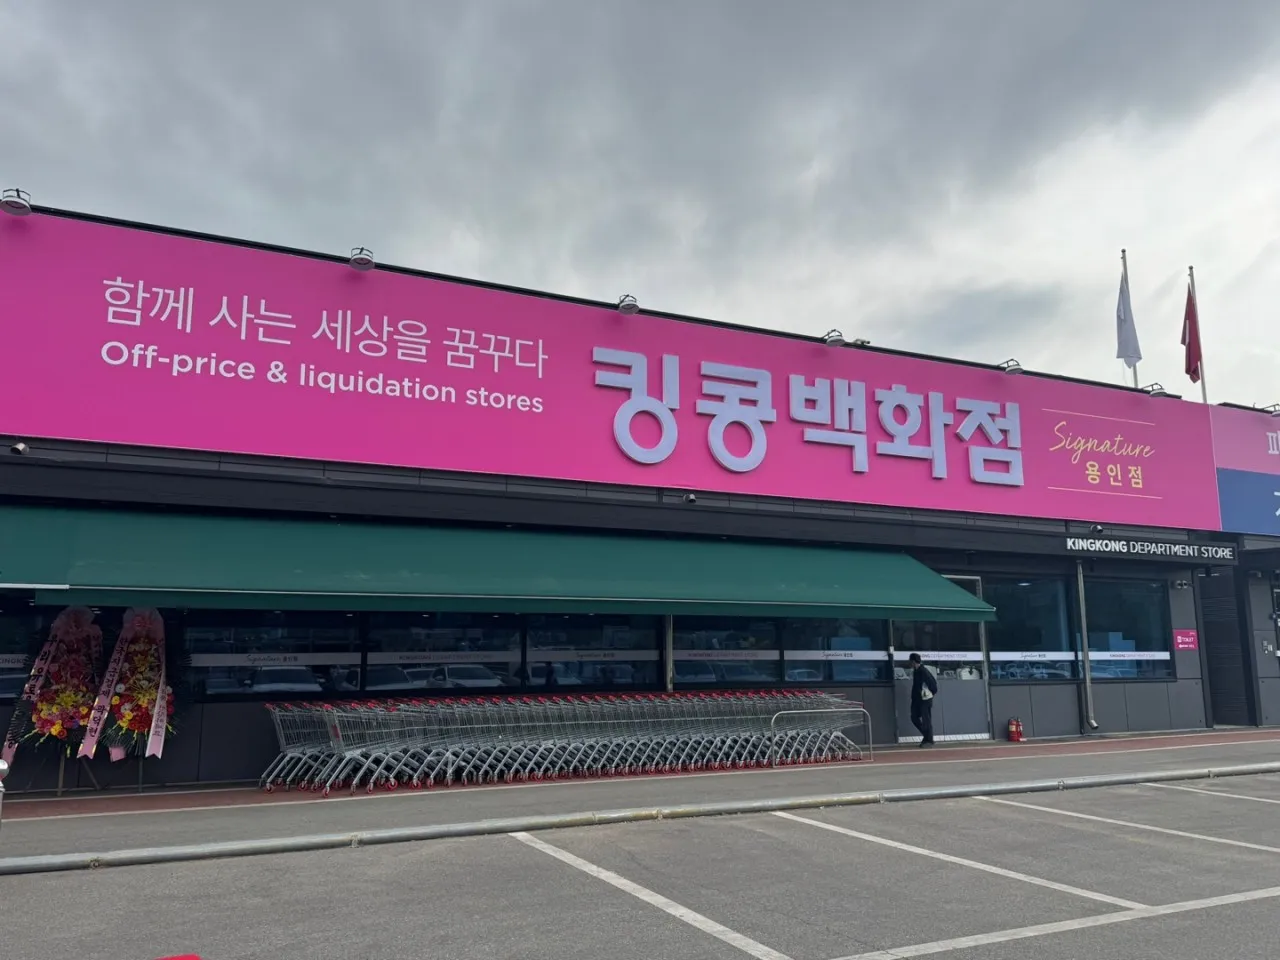 함께 사는 세상을 꿈꾸다
Off-price & liquidation stores
킹콩백화점
Signature
용인점
KINGKONG DEPARTMENT STORE
TOILET